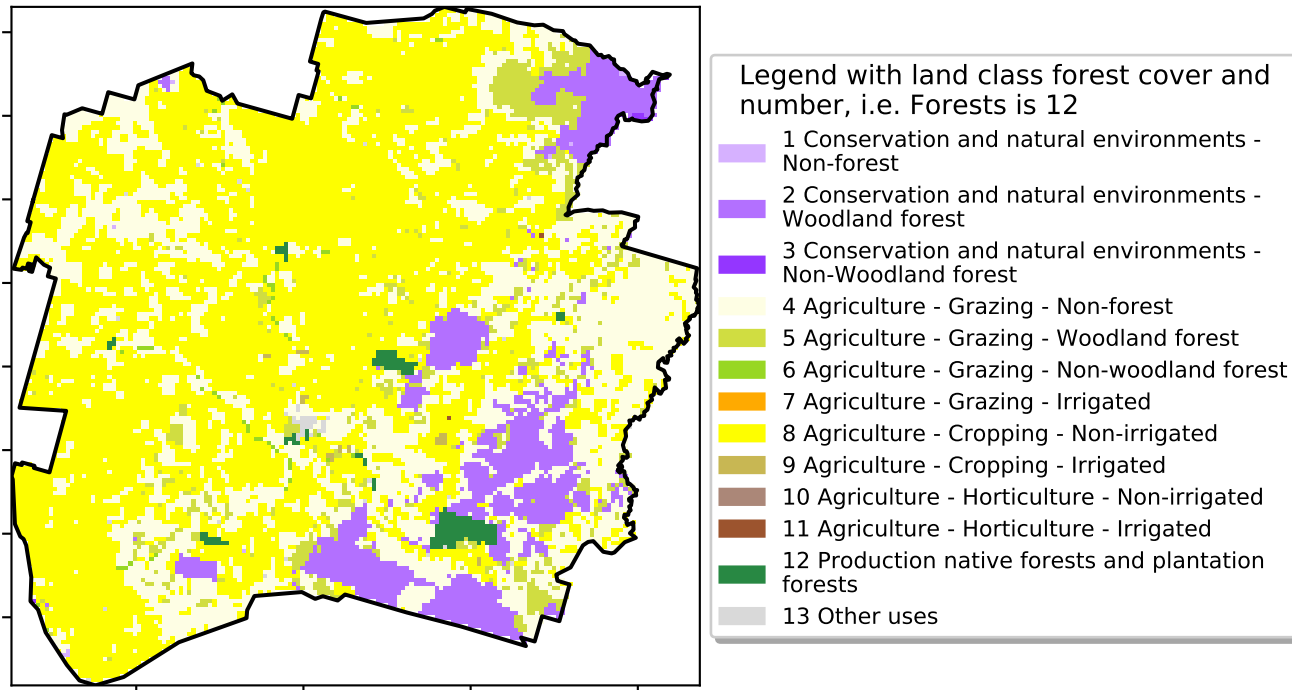 Legend with land class forest cover and
number, i.e. Forests is 12
1 Conservation and natural environments -
Non-forest
2 Conservation and natural environments -
Woodland forest
3 Conservation and natural environments -
Non-Woodland forest
4 Agriculture - Grazing - Non-forest
5 Agriculture - Grazing - Woodland forest
6 Agriculture - Grazing - Non-woodland forest
7 Agriculture - Grazing - Irrigated
8 Agriculture - Cropping - Non-irrigated
9 Agriculture - Cropping - Irrigated
10 Agriculture - Horticulture - Non-irrigated
11 Agriculture - Horticulture - Irrigated
12 Production native forests and plantation
forests
13 Other uses